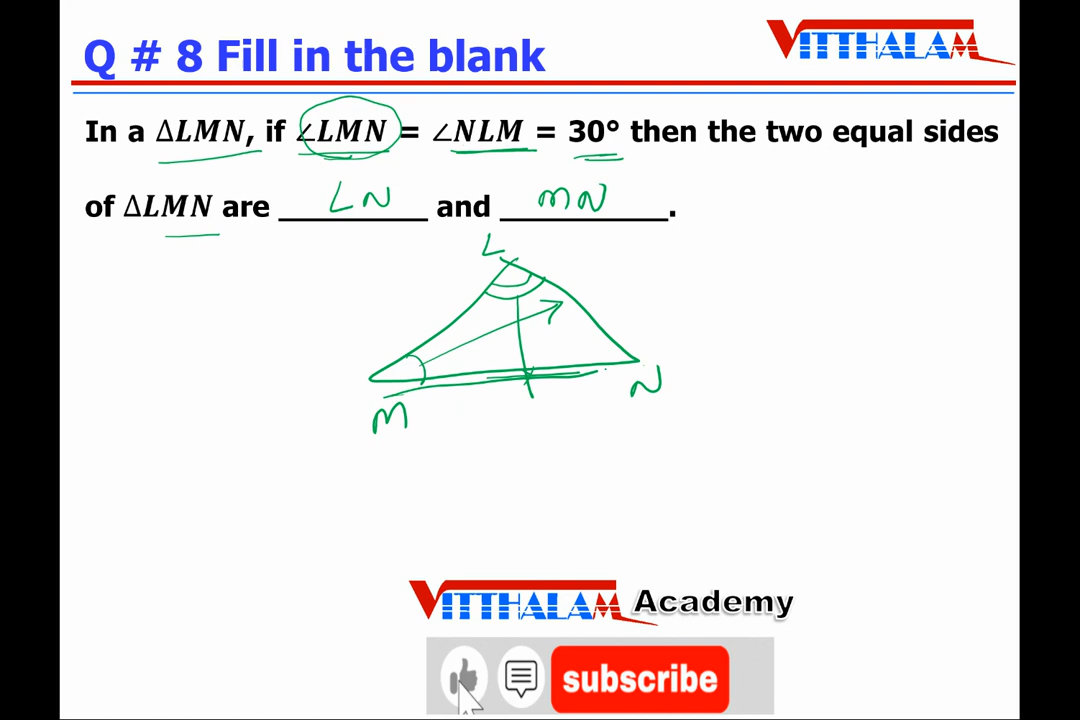 Q # 8 Fill in the blank
VITTHALAM
In a ΔLMN, if ∠LMN = ∠NLM = 30° then the two equal sides
of ΔLMN are LN and MN.
L
M
N
VITTHALAM Academy
subscribe